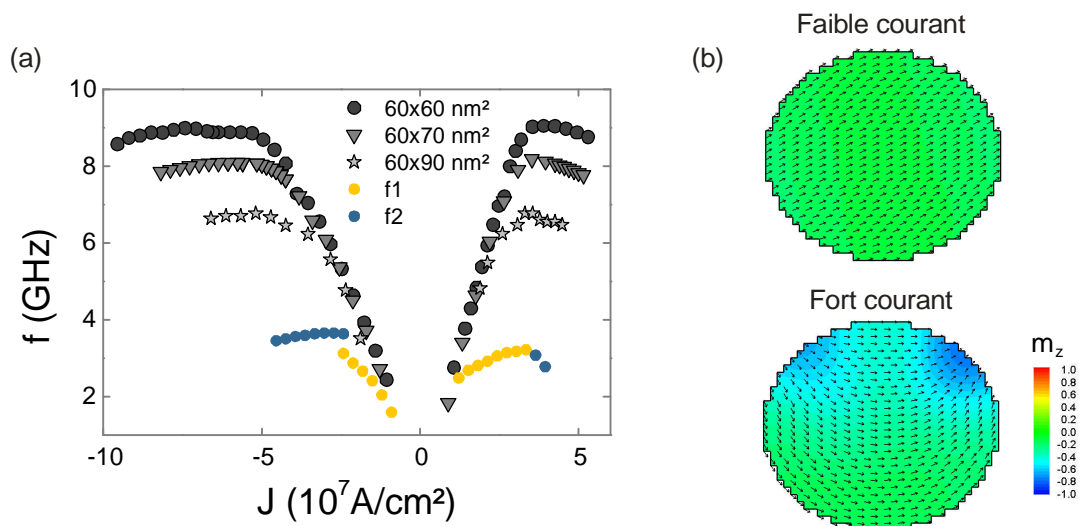 (a)
10
8
6
4
2
f (GHz)
60x60 nm²
60x70 nm²
60x90 nm²
f1
f2
-10
-5
0
5
J (10⁷A/cm²)
(b)
Faible courant
Fort courant
m_z
1.0
0.8
0.6
0.4
0.2
0.0
-0.2
-0.4
-0.6
-0.8
-1.0